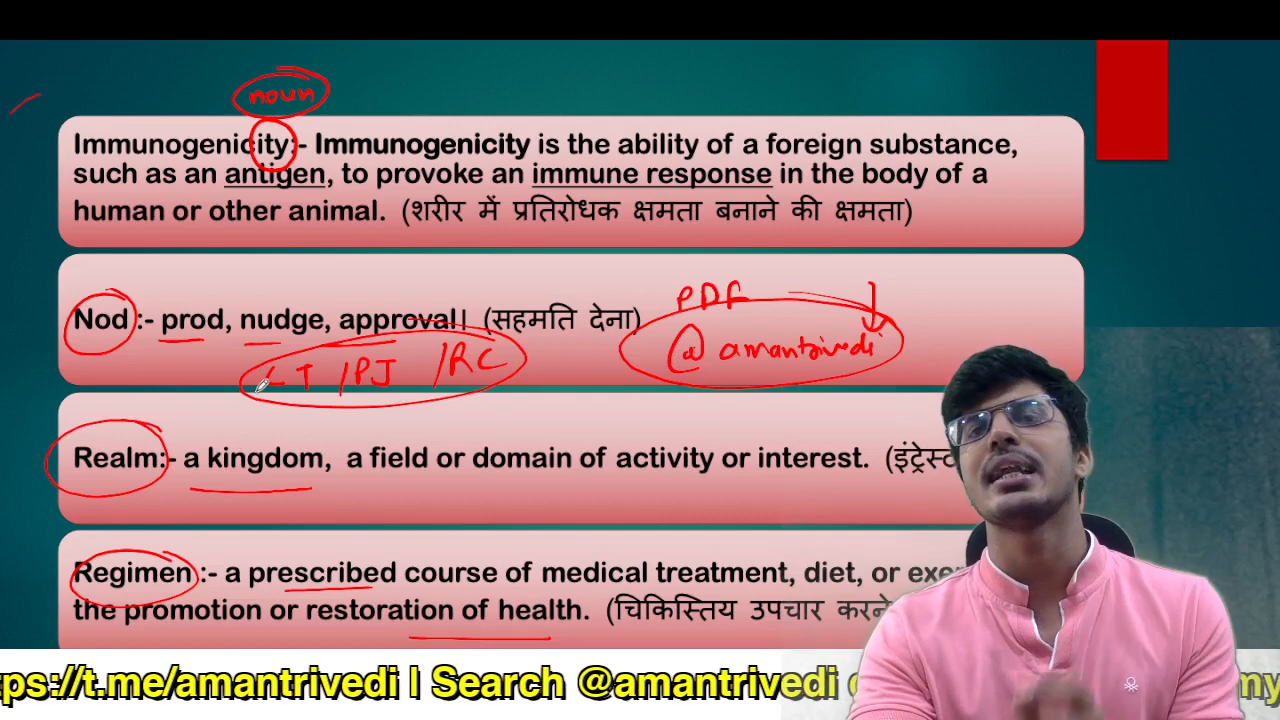 noun
Immunogenicity:- Immunogenicity is the ability of a foreign substance,
such as an antigen, to provoke an immune response in the body of a
human or other animal. (शरीर में प्रतिरोधक क्षमता बनाने की क्षमता)
PDF
Nod :- prod, nudge, approval। (सहमति देना)
@amantrivedi
CT /PJ /RC
Realm:- a kingdom, a field or domain of activity or interest.
Regimen :- a prescribed course of medical treatment, diet, or
the promotion or restoration of health. (चिकिस्तिय उपचार करने
ps://t.me/amantrivedi | Search @amantrivedi